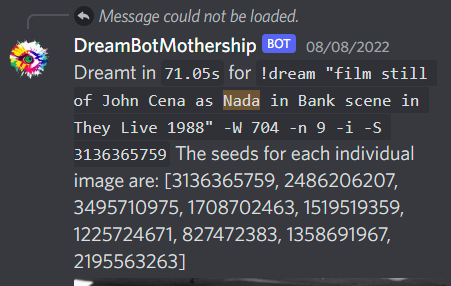 Message could not be loaded.
DreamBotMothership BOT 08/08/2022
Dreamt in 71.05s for !dream "film still
of John Cena as Nada in Bank scene in
They Live 1988" -W 704 -n 9 -i -S
3136365759 The seeds for each individual
image are: [3136365759, 2486206207,
3495710975, 1708702463, 1519519359,
1225724671, 827472383, 1358691967,
2195563263]